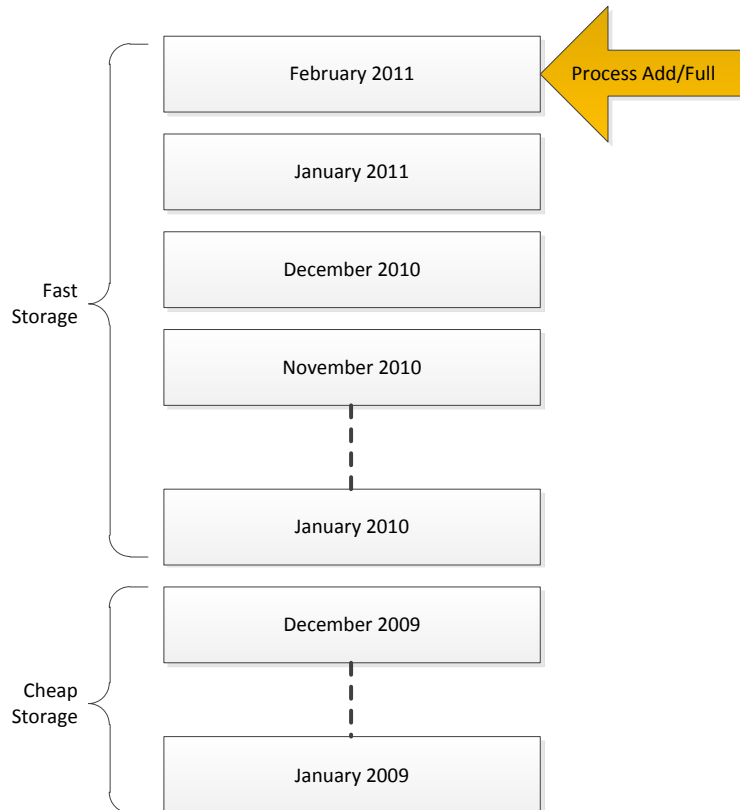 February 2011
Process Add/Full
January 2011
December 2010
Fast
Storage
November 2010
January 2010
December 2009
Cheap
Storage
January 2009